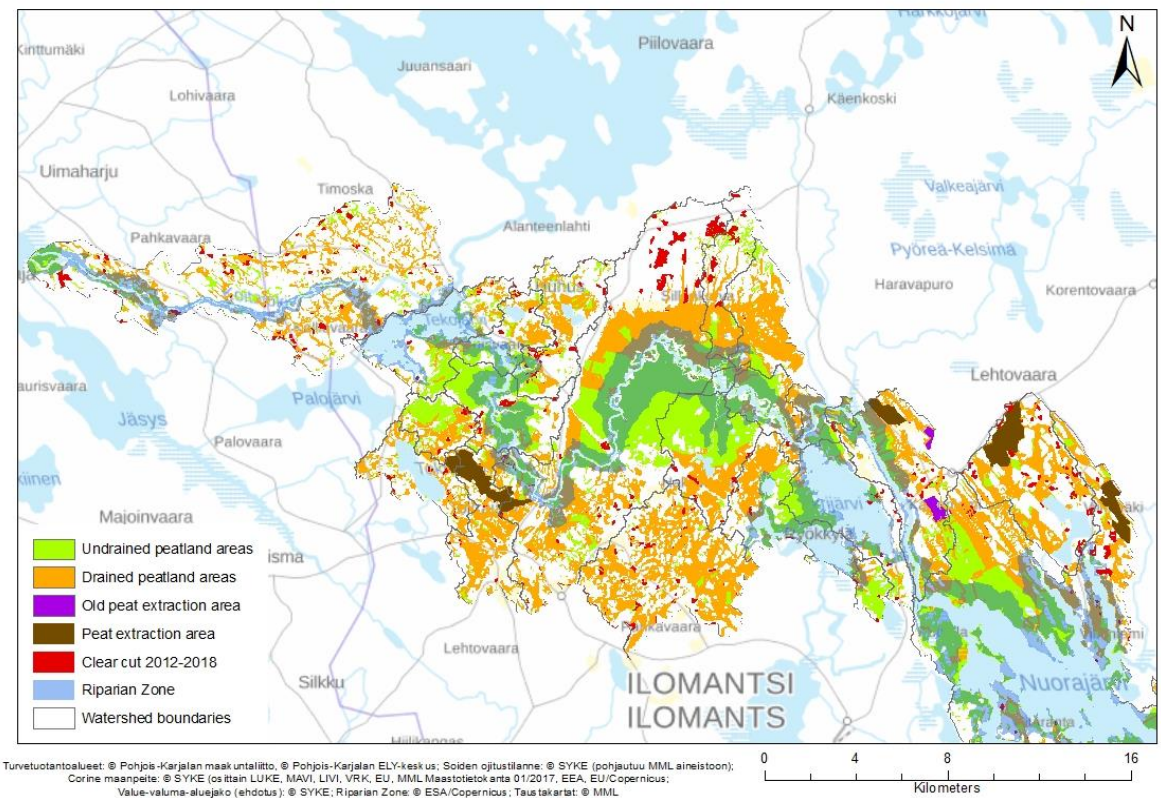 Harkkojärvi
N
Kinttumäki
Piilovaara
Juuansaari
Lohivaara
Käenkoski
Uimaharju
Timoska
Valkeajärvi
Alanteenlahti
Pahkavaara
Pyöreä-Kelsimä
Haravapuro
Korentovaara
Nuhus
Lehtovaara
Jäsys
Palojärvi
Palovaara
Majoinvaara
Undrained peatland areas
Drained peatland areas
Old peat extraction area
Peat extraction area
Clear cut 2012-2018
Riparian Zone
Watershed boundaries
Lehtovaara
Silkku
ILOMANTSI
ILOMANTS
Nuorajärvi
0 4 8 16
Kilometers
Turvetuotantoalueet: © Pohjois-Karjalan maakuntaliitto, © Pohjois-Karjalan ELY-keskus; Soiden ojitustilanne: © SYKE (pohjautuu MML aineistoon);
Corine maanpeite: © SYKE (osittain LUKE, MAVI, LIVI, VRK, EU, MML Maastotietokanta 01/2017, EEA, EU/Copernicus;
Value-valuma-aluejako (ehdotus): © SYKE; Riparian Zone: © ESA/Copernicus; Taustakartat: © MML